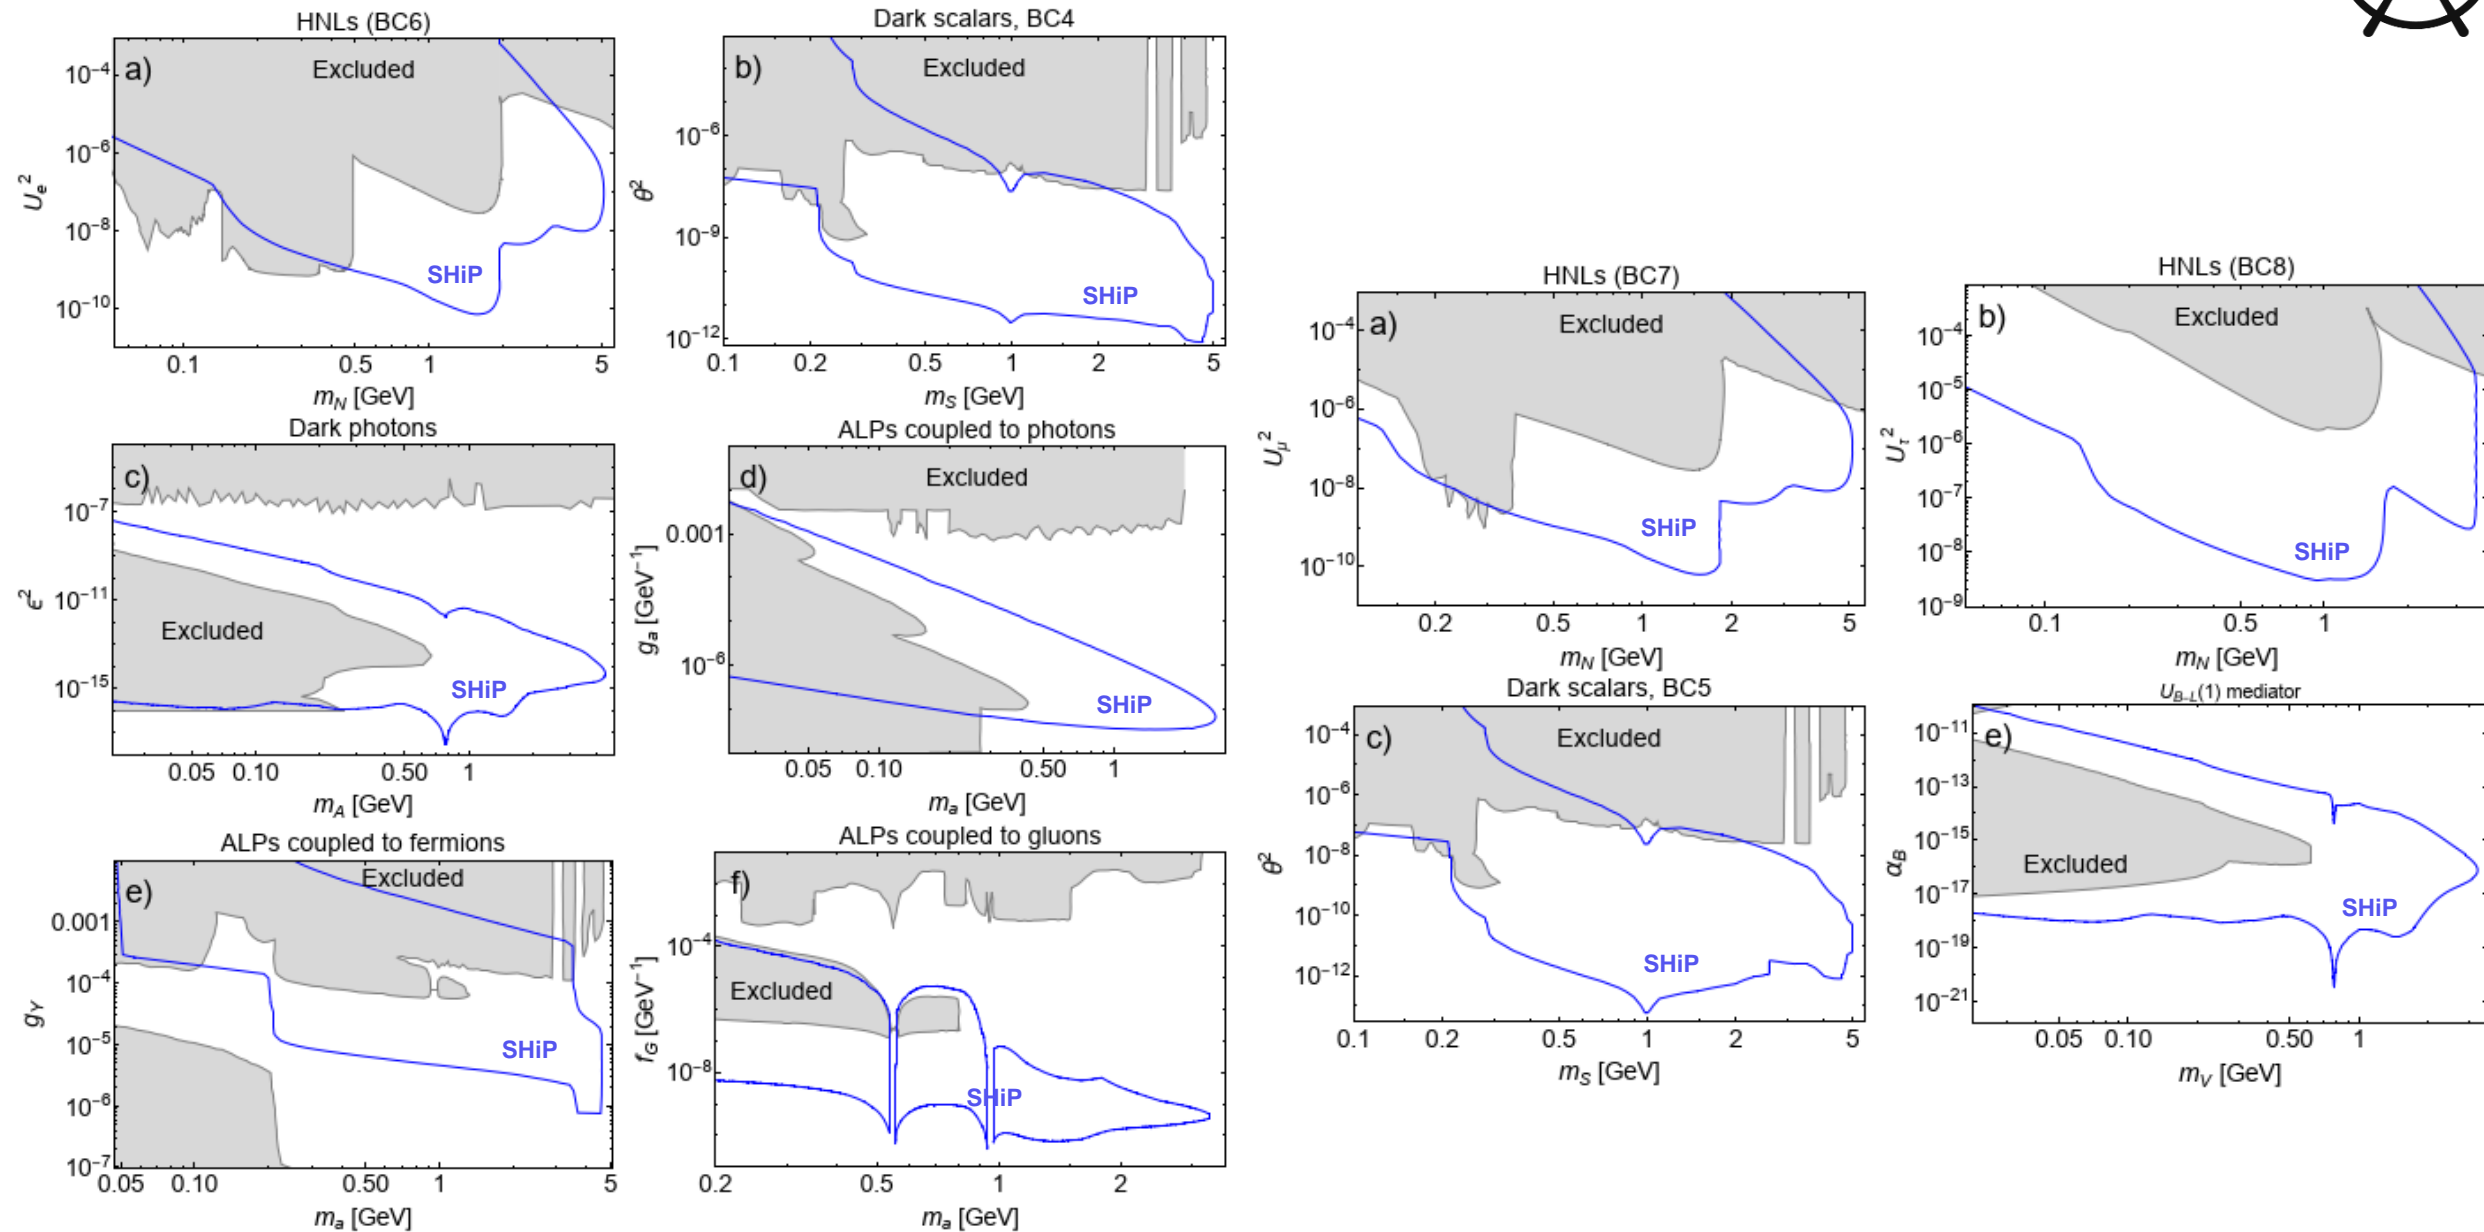 HNLs (BC6)
a)
Excluded
SHiP
10⁻⁴
10⁻⁶
10⁻⁸
10⁻¹⁰
U_e²
0.1 0.5 1 5
m_N [GeV]
Dark scalars, BC4
b)
Excluded
SHiP
10⁻⁶
10⁻⁹
10⁻¹²
θ²
0.1 0.2 0.5 1 2 5
m_S [GeV]
Dark photons
c)
Excluded
SHiP
10⁻⁷
10⁻¹¹
10⁻¹⁵
ϵ²
0.05 0.10 0.50 1
m_A [GeV]
ALPs coupled to photons
d)
Excluded
SHiP
0.001
10⁻⁶
g_a [GeV⁻¹]
0.05 0.10 0.50 1
m_a [GeV]
ALPs coupled to fermions
e)
Excluded
SHiP
0.001
10⁻⁴
10⁻⁵
10⁻⁶
10⁻⁷
g_Y
0.05 0.10 0.50 1 5
m_a [GeV]
ALPs coupled to gluons
f)
Excluded
SHiP
10⁻⁴
10⁻⁸
f_G [GeV⁻¹]
0.2 0.5 1 2
m_a [GeV]
HNLs (BC7)
a)
Excluded
SHiP
10⁻⁴
10⁻⁶
10⁻⁸
10⁻¹⁰
U_μ²
0.2 0.5 1 2 5
m_N [GeV]
HNLs (BC8)
b)
Excluded
SHiP
10⁻⁴
10⁻⁵
10⁻⁶
10⁻⁷
10⁻⁸
10⁻⁹
U_τ²
0.1 0.5 1
m_N [GeV]
Dark scalars, BC5
c)
Excluded
SHiP
10⁻⁴
10⁻⁶
10⁻⁸
10⁻¹⁰
10⁻¹²
θ²
0.1 0.2 0.5 1 2 5
m_S [GeV]
U_B-L(1) mediator
e)
Excluded
SHiP
10⁻¹¹
10⁻¹³
10⁻¹⁵
10⁻¹⁷
10⁻¹⁹
10⁻²¹
α_B
0.05 0.10 0.50 1
m_V [GeV]